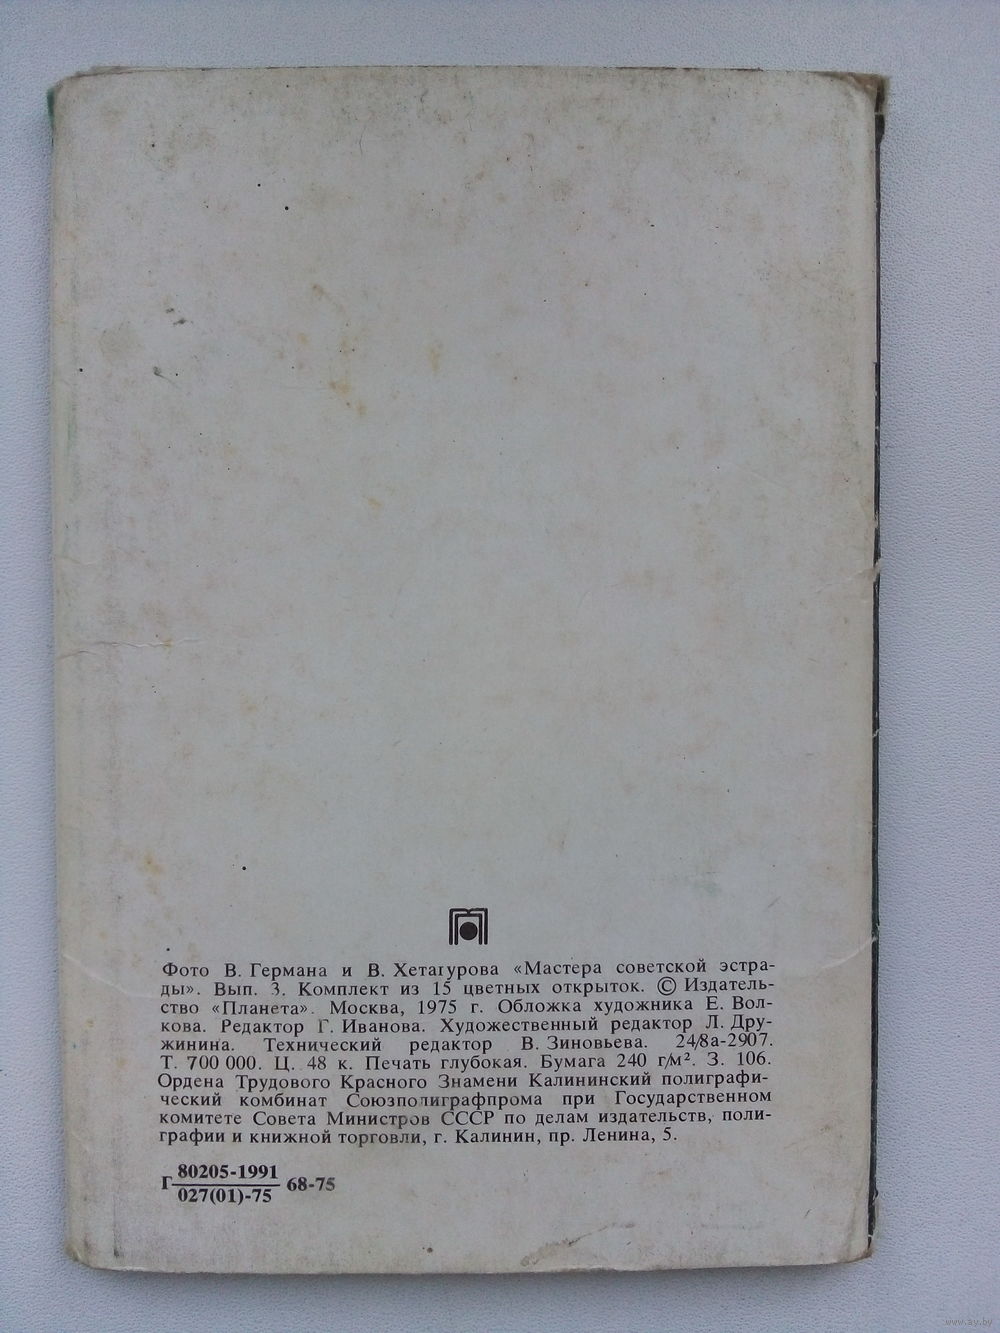 Фото В. Германа и В. Хетагурова «Мастера советской эстра-
ды». Вып. 3. Комплект из 15 цветных открыток. © Издатель-
ство «Планета». Москва, 1975 г. Обложка художника Е. Вол-
кова. Редактор Г. Иванова. Художественный редактор Л. Дру-
жинина. Технический редактор В. Зиновьева. 24/8а-2907.
Т. 700 000. Ц. 48 к. Печать глубокая. Бумага 240 г/м². З. 106.
Ордена Трудового Красного Знамени Калининский полиграфи-
ческий комбинат Союзполиграфпрома при Государственном
комитете Совета Министров СССР по делам издательств, поли-
графии и книжной торговли, г. Калинин, пр. Ленина, 5.
Г 80205-1991
027(01)-75 68-75
www.ay.by